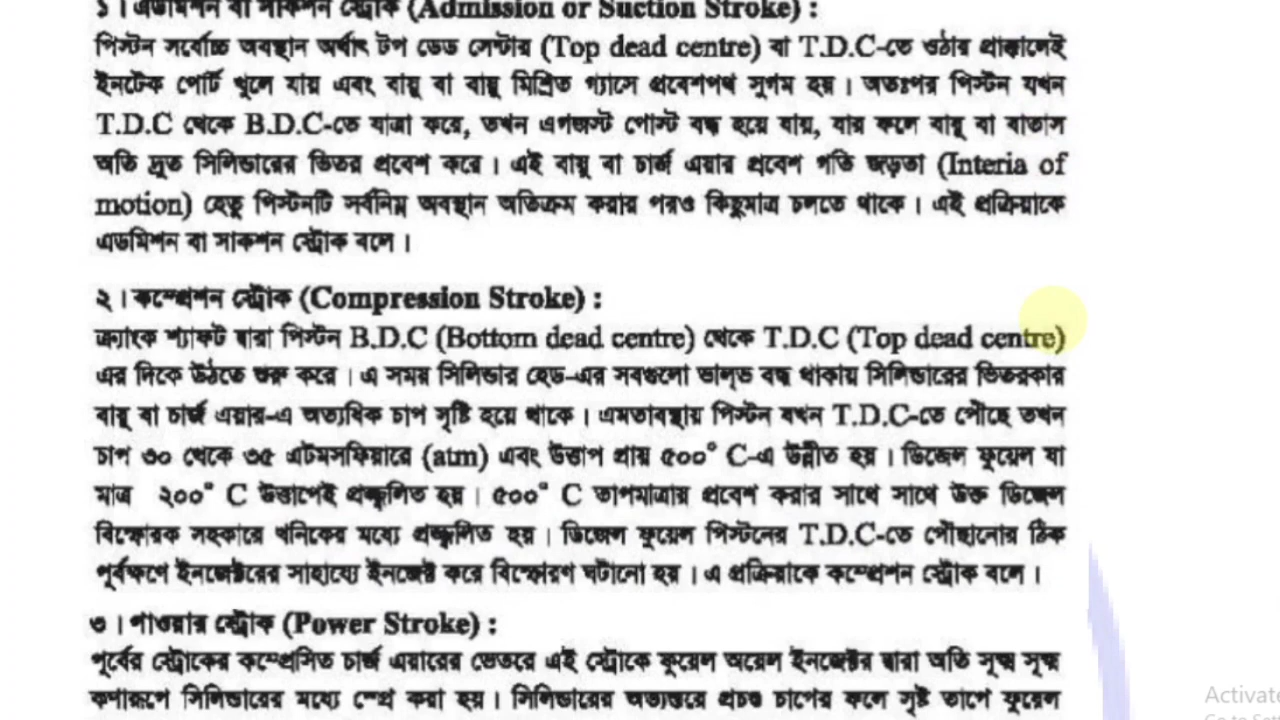 ১। এডমিশন বা সাকশন স্ট্রোক (Admission or Suction Stroke) :
পিস্টন সর্বোচ্চ অবস্থান অর্থাৎ টপ ডেড সেন্টার (Top dead centre) বা T.D.C-তে ওঠার প্রাক্কালেই
ইনটেক পোর্ট খুলে যায় এবং বায়ু বা বায়ু মিশ্রিত গ্যাসে প্রবেশপথ সুগম হয়। অতঃপর পিস্টন যখন
T.D.C থেকে B.D.C-তে যাত্রা করে, তখন এগজস্ট পোস্ট বন্ধ হয়ে যায়, যার ফলে বায়ু বা বাতাস
অতি দ্রুত সিলিন্ডারের ভিতর প্রবেশ করে। এই বায়ু বা চার্জ এয়ার প্রবেশ গতি জড়তা (Interia of
motion) হেতু পিস্টনটি সর্বনিম্ন অবস্থান অতিক্রম করার পরও কিছুমাত্র চলতে থাকে। এই প্রক্রিয়াকে
এডমিশন বা সাকশন স্ট্রোক বলে।
২। কম্প্রেশন স্ট্রোক (Compression Stroke) :
ক্র্যাংক শ্যাফট দ্বারা পিস্টন B.D.C (Bottom dead centre) থেকে T.D.C (Top dead centre)
এর দিকে উঠতে শুরু করে। এ সময় সিলিন্ডার হেড-এর সবগুলো ভাল্ভ বন্ধ থাকায় সিলিন্ডারের ভিতরকার
বায়ু বা চার্জ এয়ার-এ অত্যধিক চাপ সৃষ্টি হয়ে থাকে। এমতাবস্থায় পিস্টন যখন T.D.C-তে পৌছে তখন
চাপ ৩০ থেকে ৩৫ এটমসফিয়ারে (atm) এবং উত্তাপ প্রায় ৫০০° C-এ উন্নীত হয়। ডিজেল ফুয়েল যা
মাত্র ২০০° C উত্তাপেই প্রজ্জ্বলিত হয়। ৫০০° C তাপমাত্রায় প্রবেশ করার সাথে সাথে উক্ত ডিজেল
বিস্ফোরক সহকারে খনিকের মধ্যে প্রজ্জ্বলিত হয়। ডিজেল ফুয়েল পিস্টনের T.D.C-তে পৌছানোর ঠিক
পূর্বক্ষণে ইনজেক্টরের সাহায্যে ইনজেক্ট করে বিস্ফোরণ ঘটানো হয়। এ প্রক্রিয়াকে কম্প্রেশন স্ট্রোক বলে।
৩। পাওয়ার স্ট্রোক (Power Stroke) :
পূর্বের স্ট্রোকের কম্প্রেসিত চার্জ এয়ারের ভেতরে এই স্ট্রোকে ফুয়েল অয়েল ইনজেক্টর দ্বারা অতি সূক্ষ্ম সূক্ষ্ম
কণারূপে সিলিন্ডারের মধ্যে স্প্রে করা হয়। সিলিন্ডারের অভ্যন্তরে প্রচণ্ড চাপের ফলে সৃষ্ট তাপে ফুয়েল
Activate